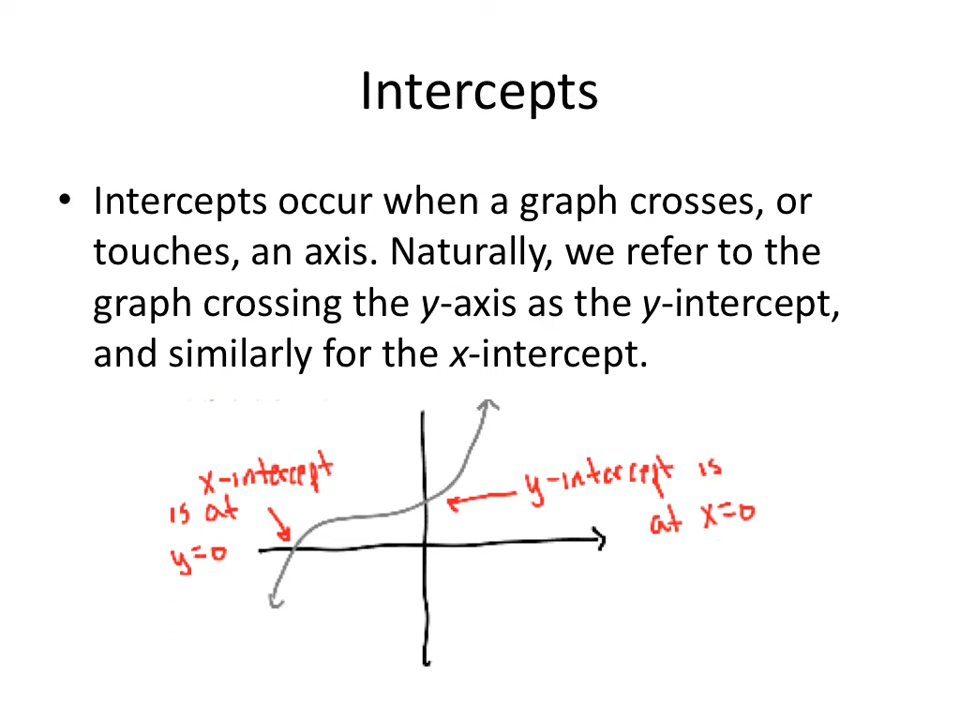 Intercepts
• Intercepts occur when a graph crosses, or
touches, an axis. Naturally, we refer to the
graph crossing the y-axis as the y-intercept,
and similarly for the x-intercept.
x-intercept
is at
y=0
y-intercept is
at x=0